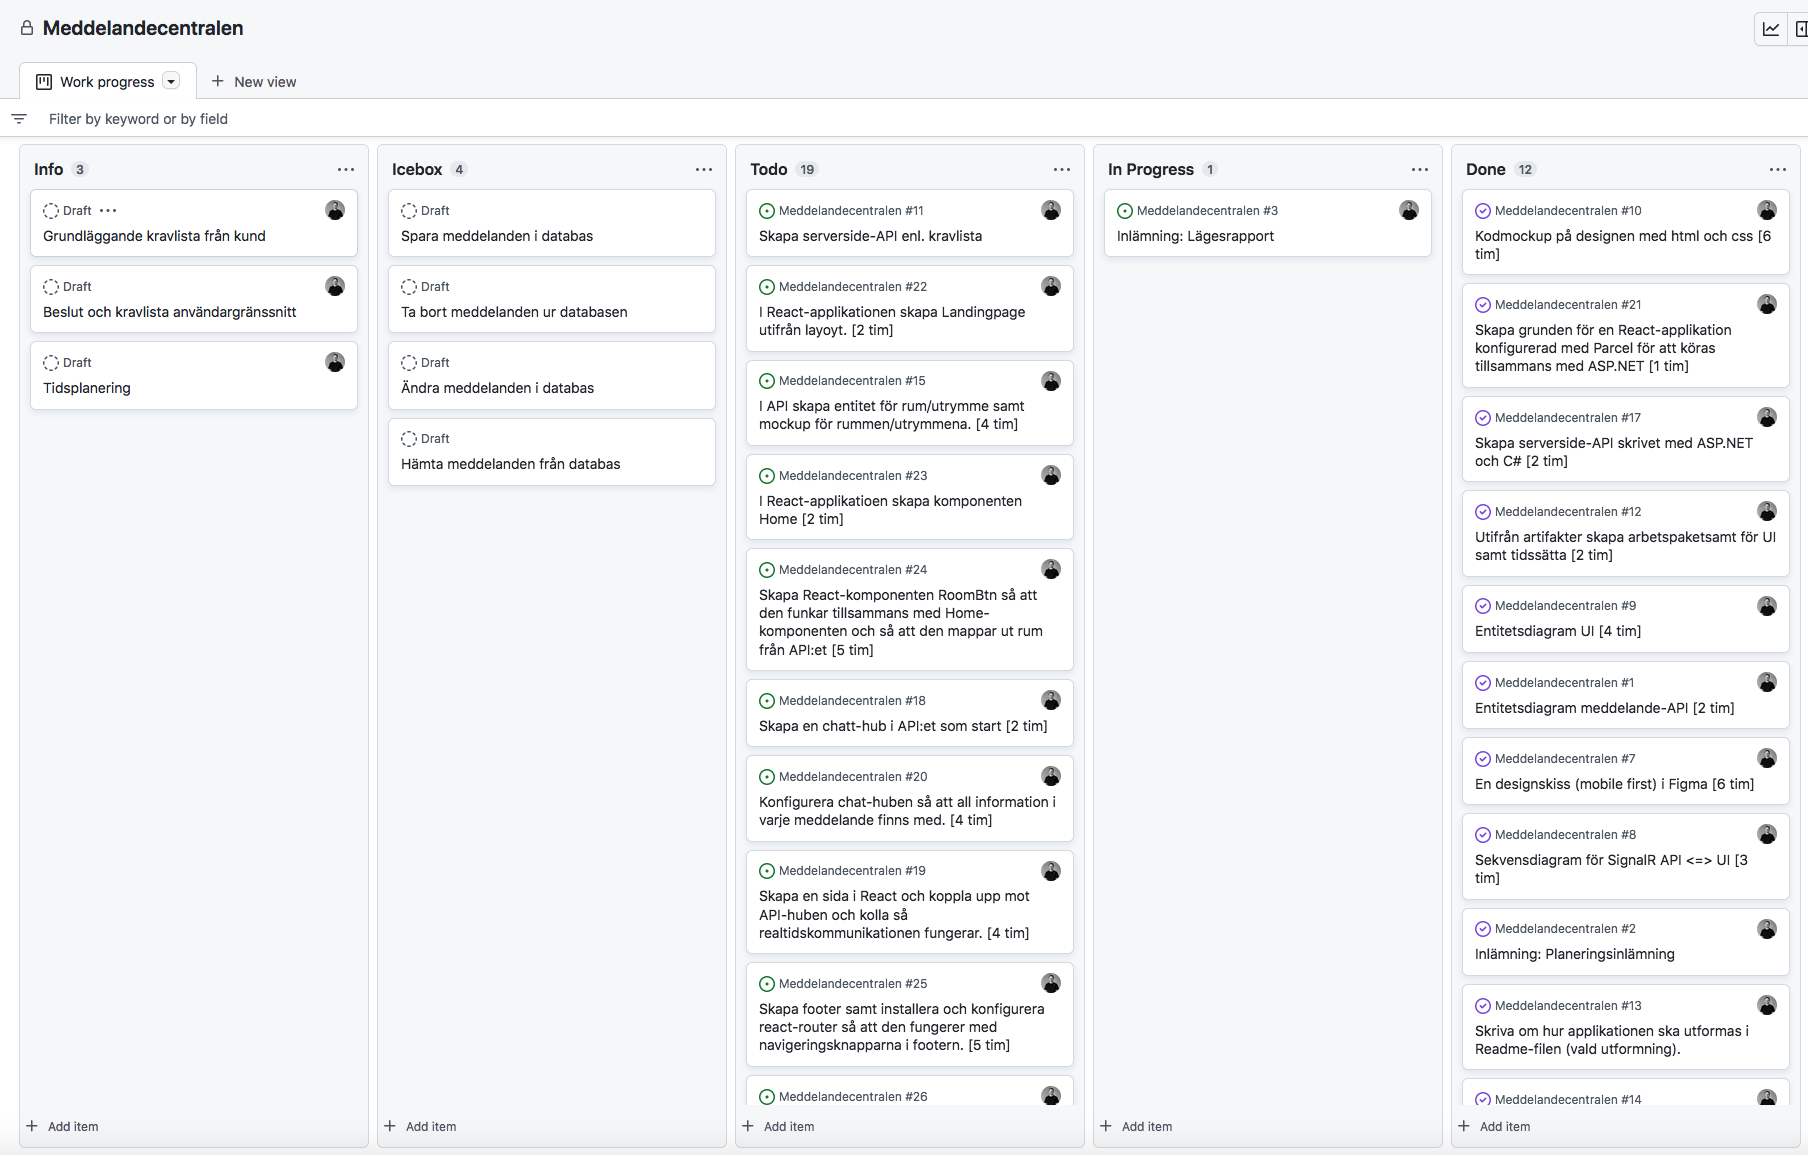 Meddelandecentralen
Work progress
New view
Filter by keyword or by field
Info 3
Draft
Grundläggande kravlista från kund
Draft
Beslut och kravlista användargränssnitt
Draft
Tidsplanering
Add item
Icebox 4
Draft
Spara meddelanden i databas
Draft
Ta bort meddelanden ur databasen
Draft
Ändra meddelanden i databas
Draft
Hämta meddelanden från databas
Add item
Todo 19
Meddelandecentralen #11
Skapa serverside-API enl. kravlista
Meddelandecentralen #22
I React-applikationen skapa Landingpage
utifrån layoyt. [2 tim]
Meddelandecentralen #15
I API skapa entitet för rum/utrymme samt
mockup för rummen/utrymmena. [4 tim]
Meddelandecentralen #23
I React-applikatioen skapa komponenten
Home [2 tim]
Meddelandecentralen #24
Skapa React-komponenten RoomBtn så att
den funkar tillsammans med Home-
komponenten och så att den mappar ut rum
från API:et [5 tim]
Meddelandecentralen #18
Skapa en chatt-hub i API:et som start [2 tim]
Meddelandecentralen #20
Konfigurera chat-huben så att all information i
varje meddelande finns med. [4 tim]
Meddelandecentralen #19
Skapa en sida i React och koppla upp mot
API-huben och kolla så
realtidskommunikationen fungerar. [4 tim]
Meddelandecentralen #25
Skapa footer samt installera och konfigurera
react-router så att den fungerer med
navigeringsknapparna i footern. [5 tim]
Meddelandecentralen #26
Add item
In Progress 1
Meddelandecentralen #3
Inlämning: Lägesrapport
Add item
Done 12
Meddelandecentralen #10
Kodmockup på designen med html och css [6
tim]
Meddelandecentralen #21
Skapa grunden för en React-applikation
konfigurerad med Parcel för att köras
tillsammans med ASP.NET [1 tim]
Meddelandecentralen #17
Skapa serverside-API skrivet med ASP.NET
och C# [2 tim]
Meddelandecentralen #12
Utifrån artifakter skapa arbetspaketsamt för UI
samt tidssätta [2 tim]
Meddelandecentralen #9
Entitetsdiagram UI [4 tim]
Meddelandecentralen #1
Entitetsdiagram meddelande-API [2 tim]
Meddelandecentralen #7
En designskiss (mobile first) i Figma [6 tim]
Meddelandecentralen #8
Sekvensdiagram för SignalR API <=> UI [3
tim]
Meddelandecentralen #2
Inlämning: Planeringsinlämning
Meddelandecentralen #13
Skriva om hur applikationen ska utformas i
Readme-filen (vald utformning).
Meddelandecentralen #14
Add item